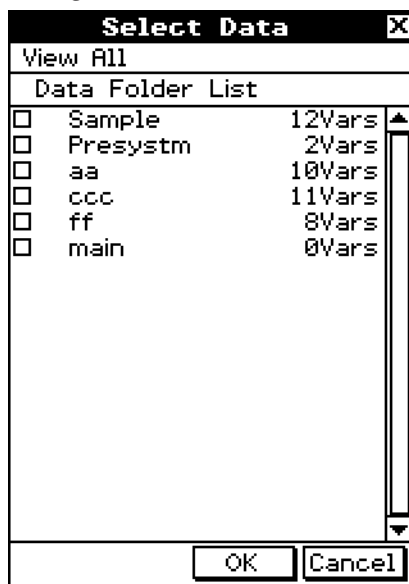 Select Data X
View All
Data Folder List
Sample 12Vars
Presystm 2Vars
aa 10Vars
ccc 11Vars
ff 8Vars
main 0Vars
OK Cancel